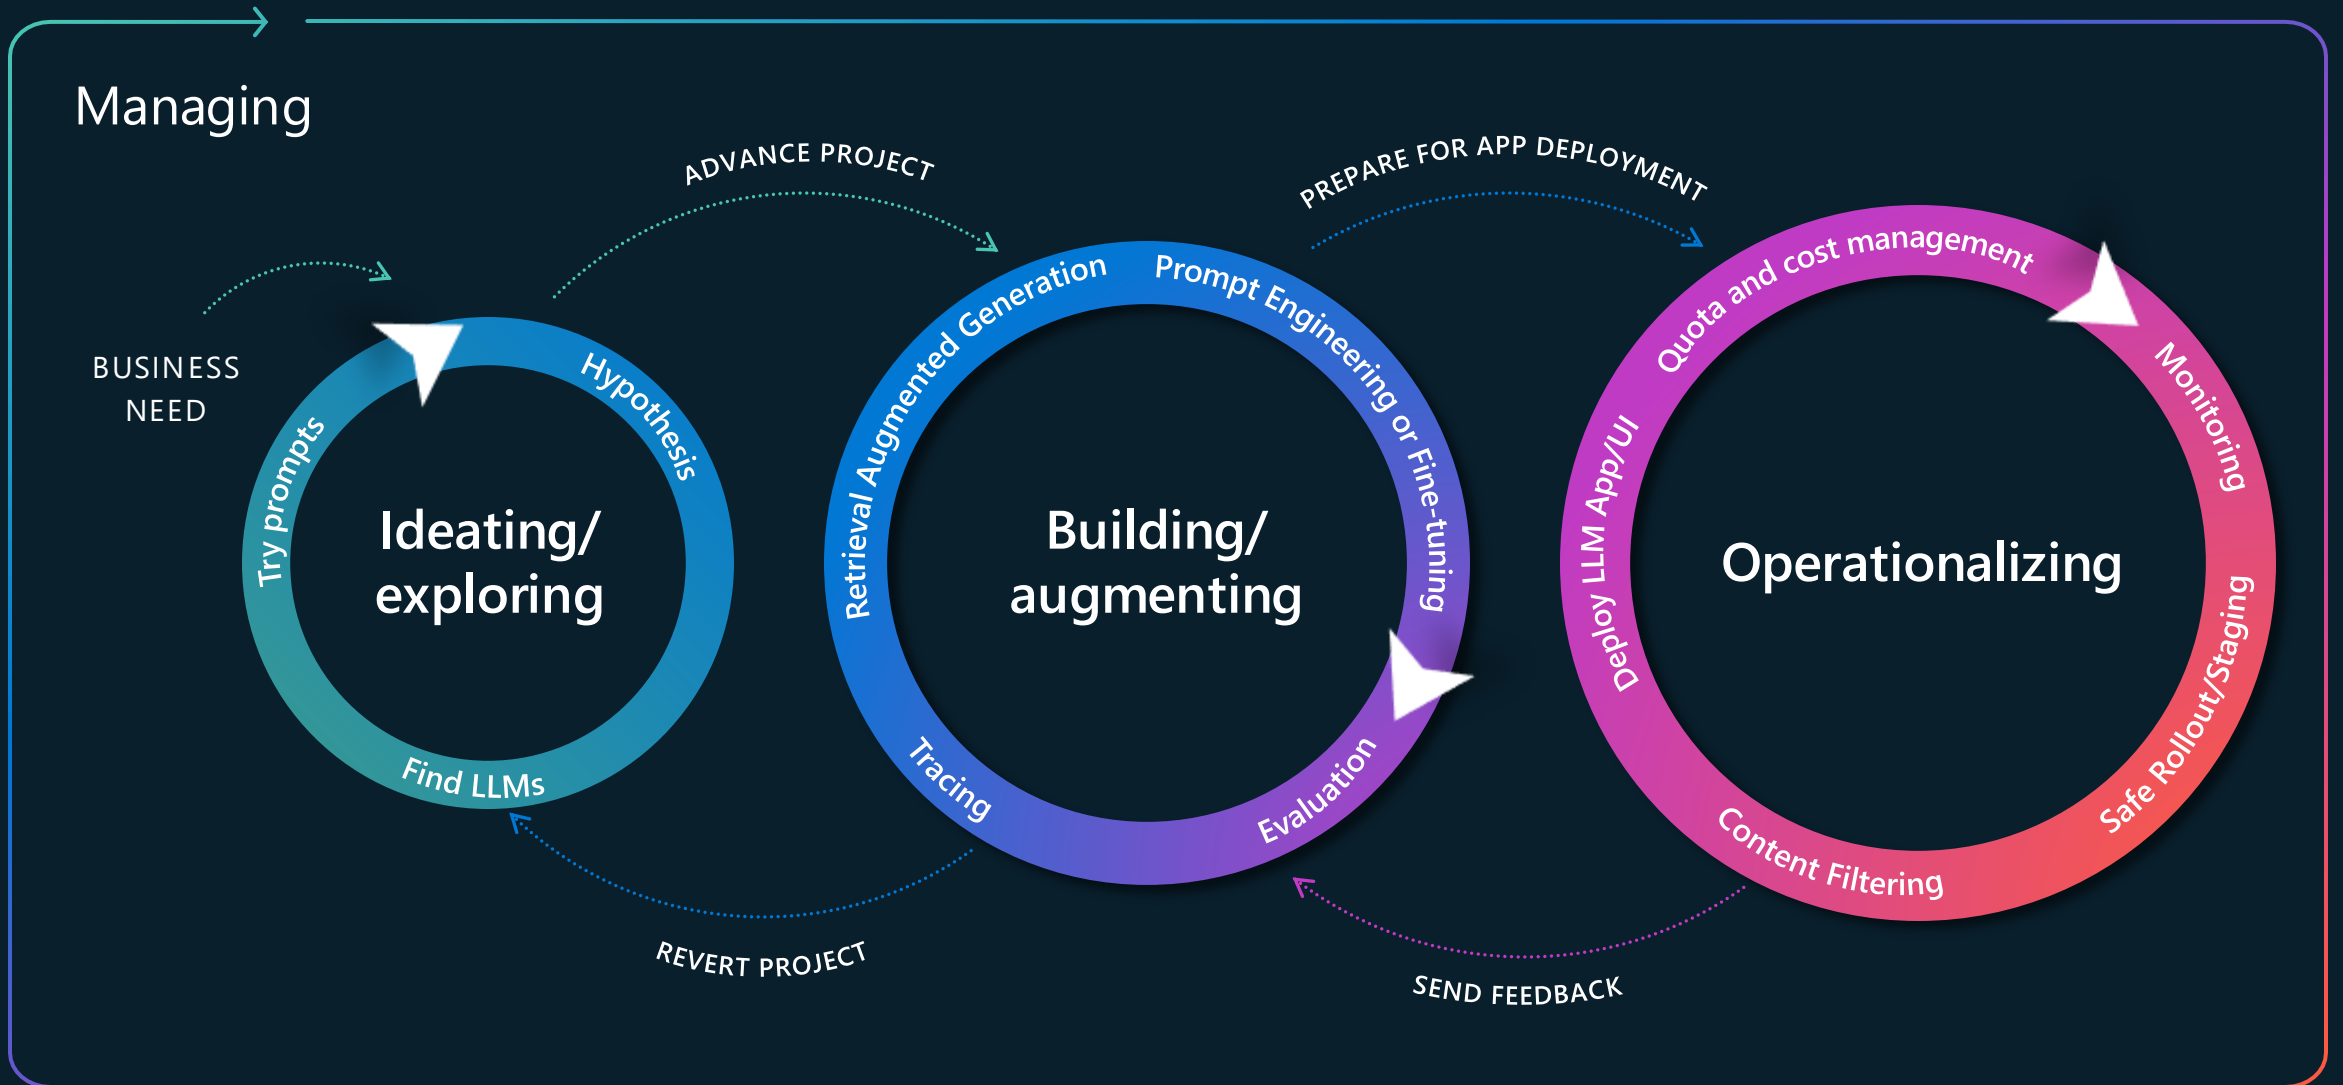 Managing
BUSINESS
NEED
ADVANCE PROJECT
PREPARE FOR APP DEPLOYMENT
Try prompts
Hypothesis
Find LLMs
Ideating/
exploring
Retrieval Augmented Generation
Prompt Engineering or Fine-tuning
Evaluation
Tracing
Building/
augmenting
Deploy LLM App/UI
Quota and cost management
Monitoring
Safe Rollout/Staging
Content Filtering
Operationalizing
REVERT PROJECT
SEND FEEDBACK